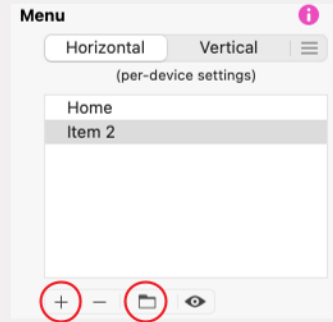 Menu
Horizontal Vertical
(per-device settings)
Home
Item 2